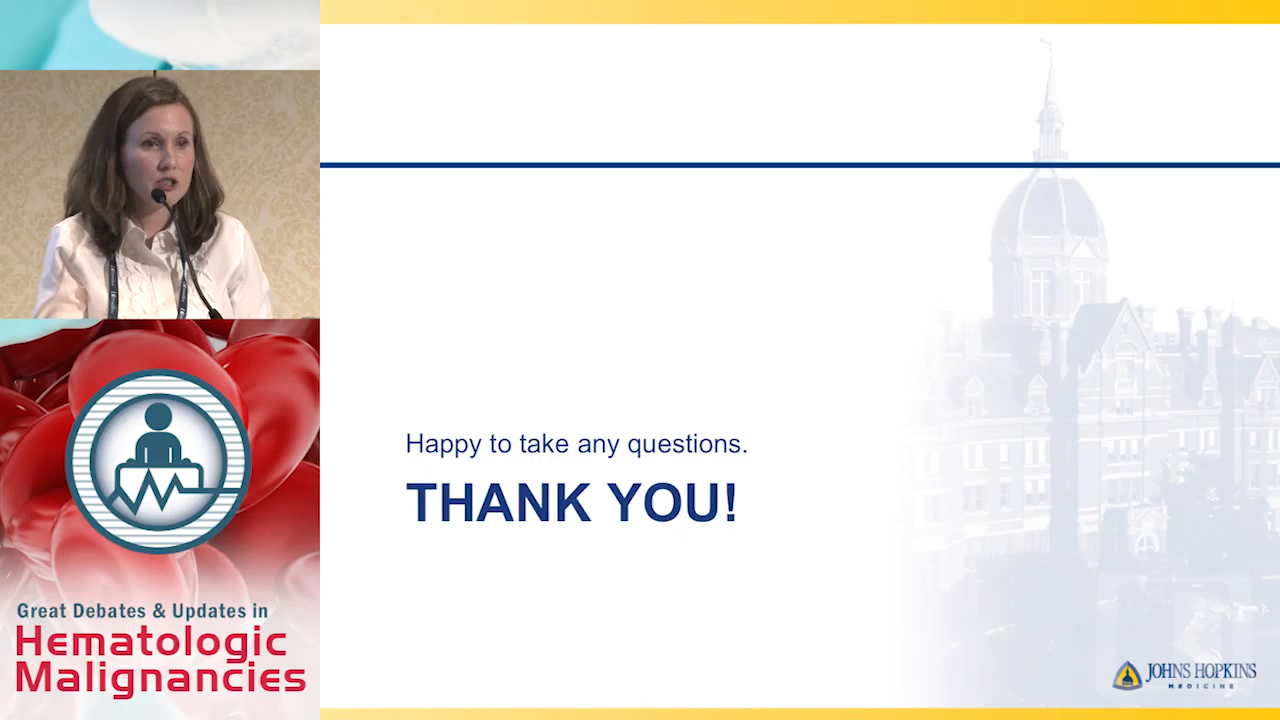 Happy to take any questions.
THANK YOU!
Great Debates & Updates in
Hematologic
Malignancies
JOHNS HOPKINS
MEDICINE